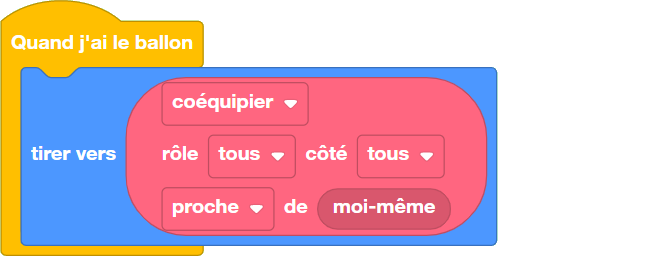 Quand j'ai le ballon
coéquipier
tirer vers rôle tous côté tous
proche de moi-même